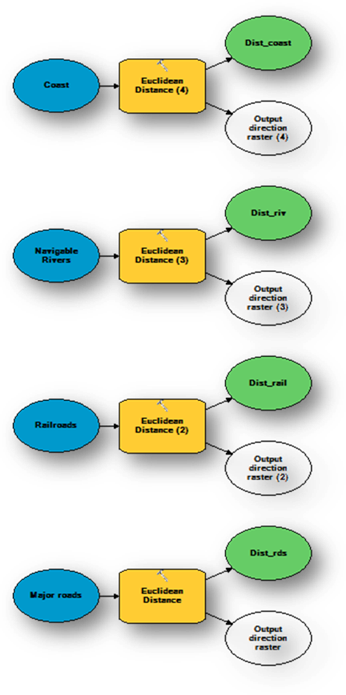 Dist_coast
Coast
Euclidean
Distance (4)
Output
direction
raster (4)
Dist_riv
Navigable
Rivers
Euclidean
Distance (3)
Output
direction
raster (3)
Dist_rail
Railroads
Euclidean
Distance (2)
Output
direction
raster (2)
Dist_rds
Major roads
Euclidean
Distance
Output
direction
raster